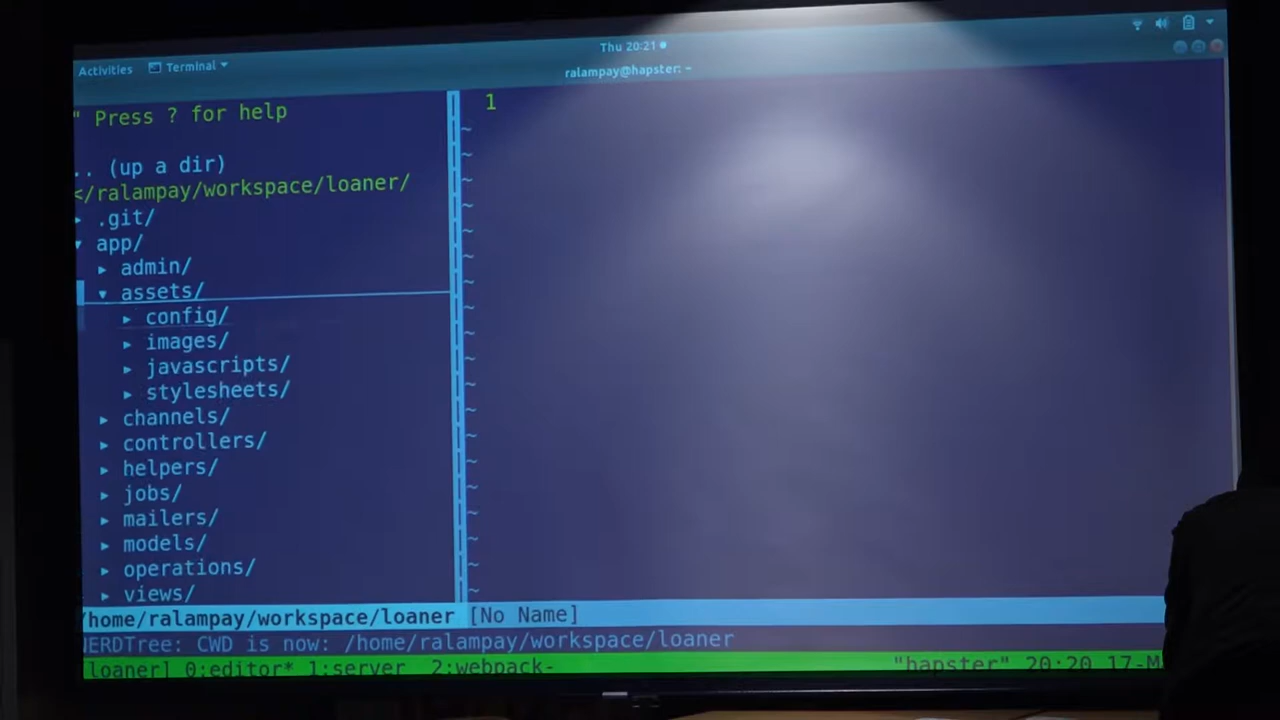 Thu 20:21
Activities Terminal
ralampay@hapster: ~
" Press ? for help
1
.. (up a dir)
</ralampay/workspace/loaner/
.git/
app/
admin/
assets/
config/
images/
javascripts/
stylesheets/
channels/
controllers/
helpers/
jobs/
mailers/
models/
operations/
views/
/home/ralampay/workspace/loaner [No Name]
NERDTree: CWD is now: /home/ralampay/workspace/loaner
[loaner] 0:editor* 1:server 2:webpack- "hapster" 20:20 17-M